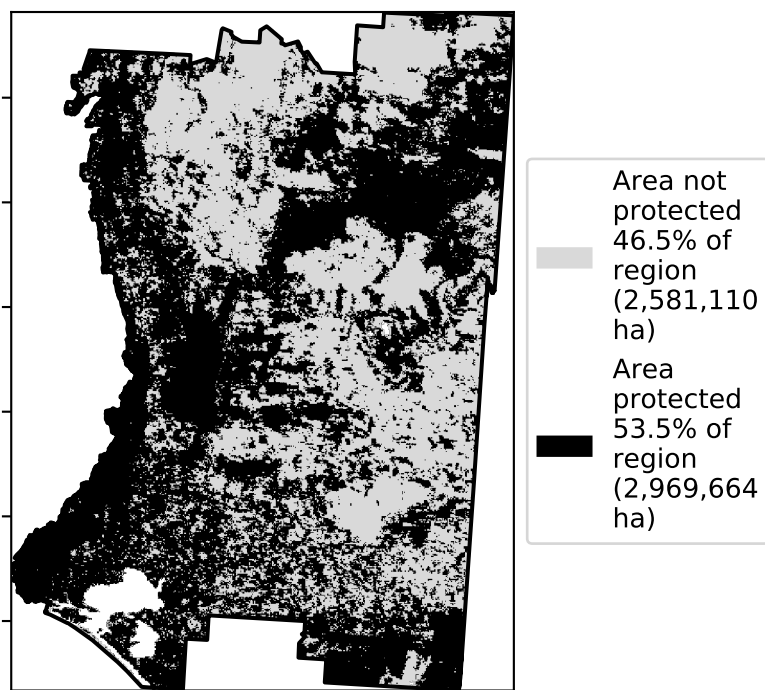 Area not
protected
46.5% of
region
(2,581,110
ha)
Area
protected
53.5% of
region
(2,969,664
ha)